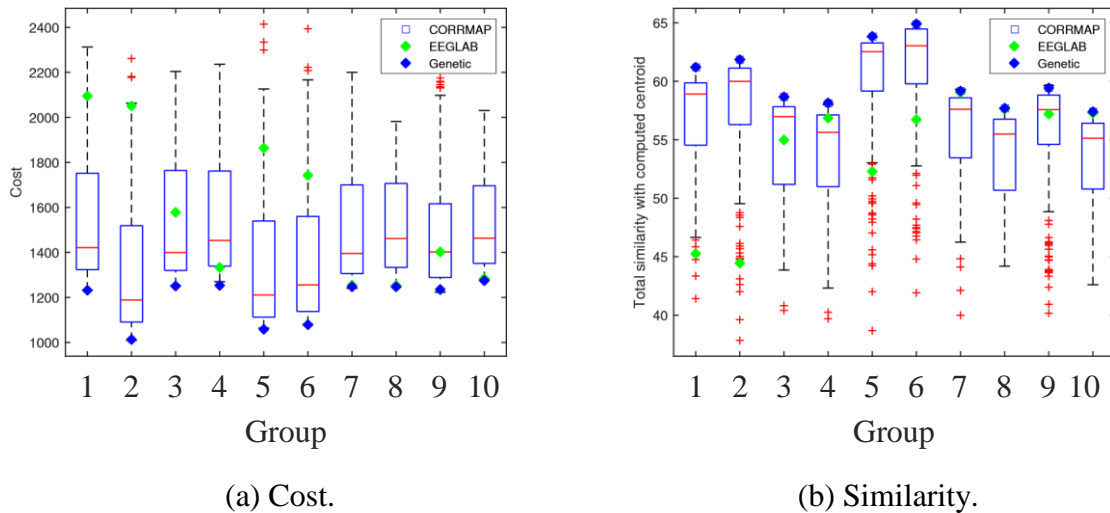 2400
2200
2000
1800
1600
1400
1200
1000
Cost
CORRMAP
EEGLAB
Genetic
1 2 3 4 5 6 7 8 9 10
Group
(a) Cost.
65
60
55
50
45
40
Total similarity with computed centroid
CORRMAP
EEGLAB
Genetic
1 2 3 4 5 6 7 8 9 10
Group
(b) Similarity.